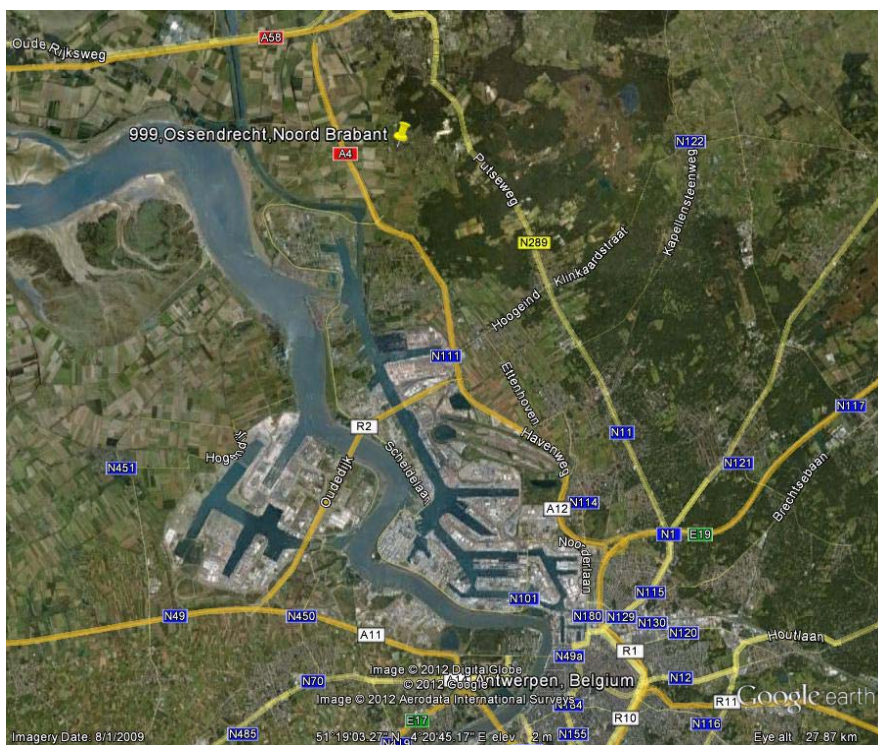 A58
Oude Rijksweg
999,Ossendrecht,Noord Brabant
A4
N122
Putseweg
Kapellensteenweg
N289
Klinkaardstraat
Hoogeind
N111
Ettenhoven
N117
R2
Havenweg
N11
N121
N451
Scheldelaan
Oudedijk
Brechtsebaan
N114
A12
N1
E19
Noorderlaan
N115
N101
N49
N450
N180
N129
N130
N120
A11
Houtlaan
R1
N49a
Image © 2012 DigitalGlobe
N70
© 2012 Google
Antwerpen, Belgium
N12
Image © 2012 Aerodata International Surveys
N184
R11
Google earth
E17
R10
N116
Imagery Date: 8/1/2009
N485
N419
51°19'03.27" N 4°20'45.17" E elev 2 m
N155
Eye alt 27.87 km